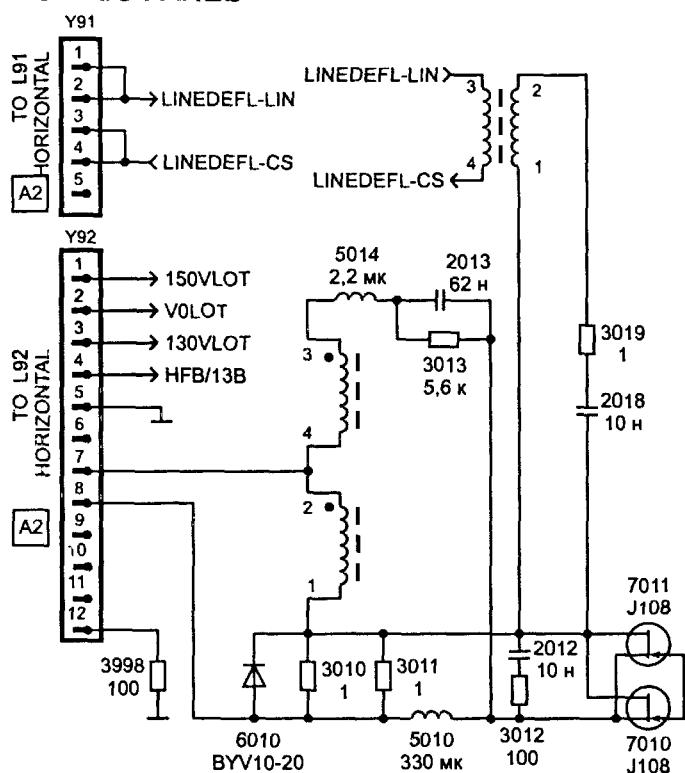 Y91
TO L91
HORIZONTAL
A2
1
2
3
4
5
LINEDEFL-LIN
LINEDEFL-CS
LINEDEFL-LIN
3
4
LINEDEFL-CS
2
1
Y92
TO L92
HORIZONTAL
A2
1
2
3
4
5
6
7
8
9
10
11
12
150VLOT
V0LOT
130VLOT
HFB/13B
5014
2,2 мк
2013
62 н
3013
5,6 к
3
4
2
1
3019
1
2018
10 н
7011
J108
3998
100
6010
BYV10-20
3010
1
3011
1
5010
330 мк
2012
10 н
3012
100
7010
J108